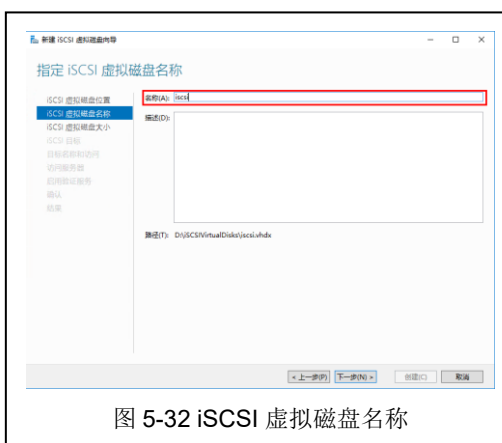 新建 iSCSI 虚拟磁盘向导
指定 iSCSI 虚拟磁盘名称
iSCSI 虚拟磁盘位置
iSCSI 虚拟磁盘名称
iSCSI 虚拟磁盘大小
iSCSI 目标
目标名称和访问
访问服务器
启用验证服务
确认
结果
名称(A):
iscsi
描述(D):
路径(T): D:\iSCSIVirtualDisks\iscsi.vhdx
< 上一步(P)
下一步(N) >
创建(C)
取消
图 5-32 iSCSI 虚拟磁盘名称